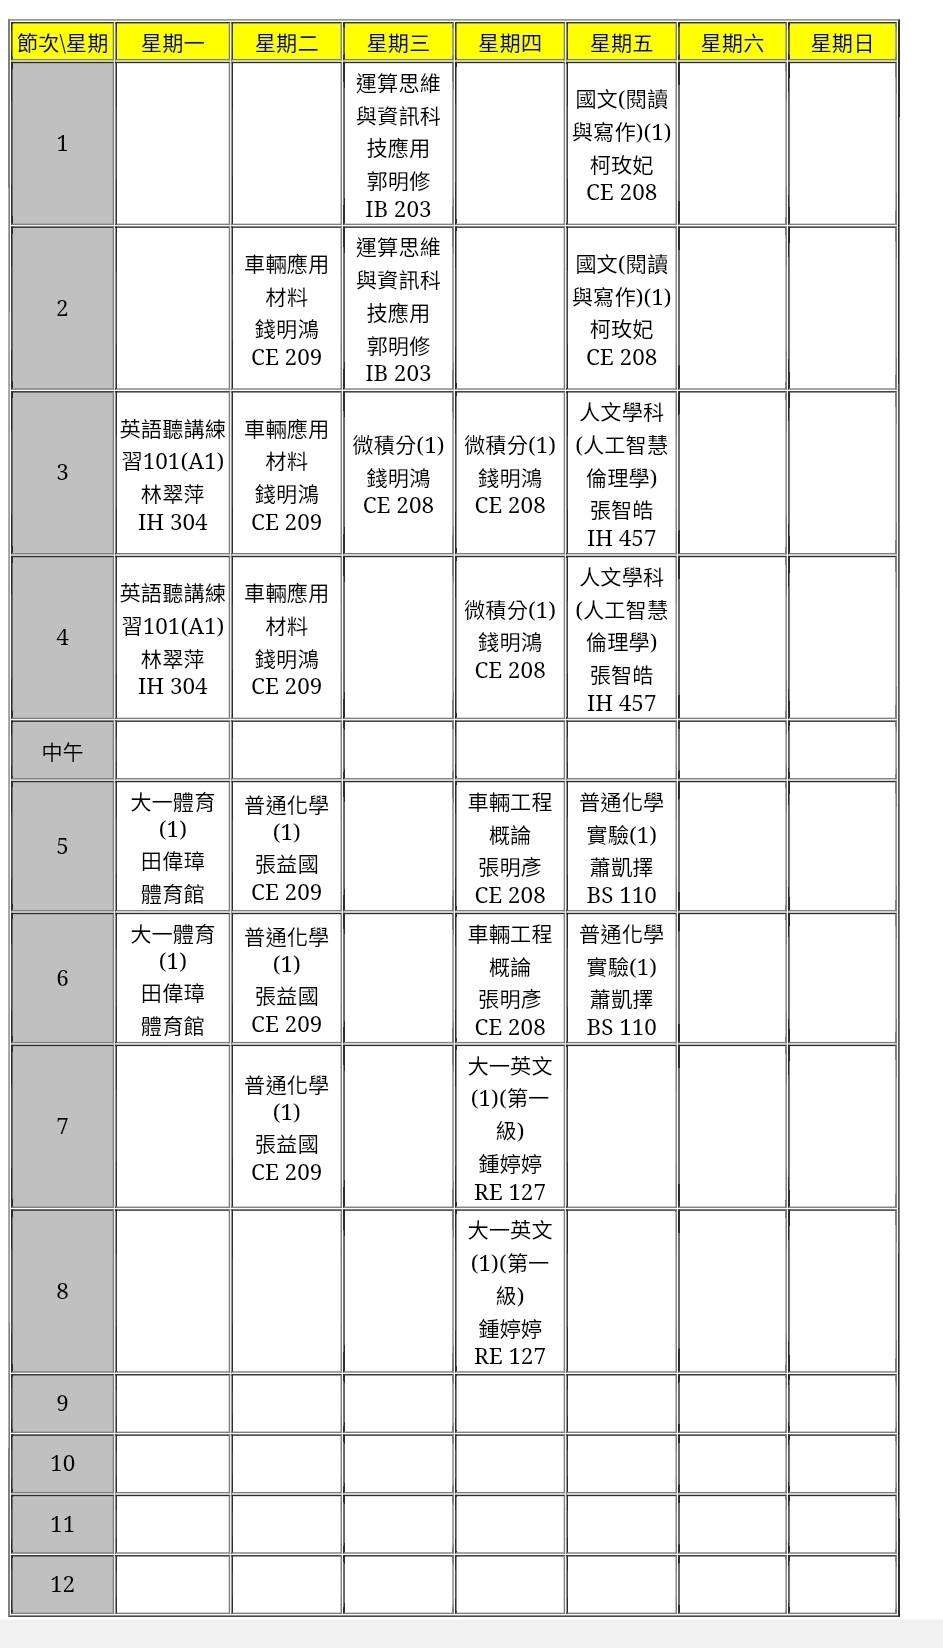 節次\星期 星期一 星期二 星期三 星期四 星期五 星期六 星期日
1
運算思維
與資訊科
技應用
郭明修
IB 203
國文(閱讀
與寫作)(1)
柯玫妃
CE 208
2
車輛應用
材料
錢明鴻
CE 209
運算思維
與資訊科
技應用
郭明修
IB 203
國文(閱讀
與寫作)(1)
柯玫妃
CE 208
3
英語聽講練
習101(A1)
林翠萍
IH 304
車輛應用
材料
錢明鴻
CE 209
微積分(1)
錢明鴻
CE 208
微積分(1)
錢明鴻
CE 208
人文學科
(人工智慧
倫理學)
張智皓
IH 457
4
英語聽講練
習101(A1)
林翠萍
IH 304
車輛應用
材料
錢明鴻
CE 209
微積分(1)
錢明鴻
CE 208
人文學科
(人工智慧
倫理學)
張智皓
IH 457
中午
5
大一體育
(1)
田偉璋
體育館
普通化學
(1)
張益國
CE 209
車輛工程
概論
張明彥
CE 208
普通化學
實驗(1)
蕭凱擇
BS 110
6
大一體育
(1)
田偉璋
體育館
普通化學
(1)
張益國
CE 209
車輛工程
概論
張明彥
CE 208
普通化學
實驗(1)
蕭凱擇
BS 110
7
普通化學
(1)
張益國
CE 209
大一英文
(1)(第一
級)
鍾婷婷
RE 127
8
大一英文
(1)(第一
級)
鍾婷婷
RE 127
9
10
11
12